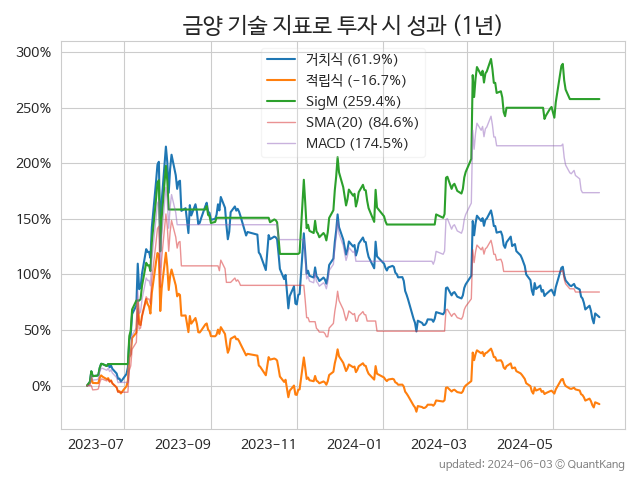 금양 기술 지표로 투자 시 성과 (1년)
거치식 (61.9%)
적립식 (-16.7%)
SigM (259.4%)
SMA(20) (84.6%)
MACD (174.5%)
300%
250%
200%
150%
100%
50%
0%
2023-07 2023-09 2023-11 2024-01 2024-03 2024-05
updated: 2024-06-03 ⓒ QuantKang